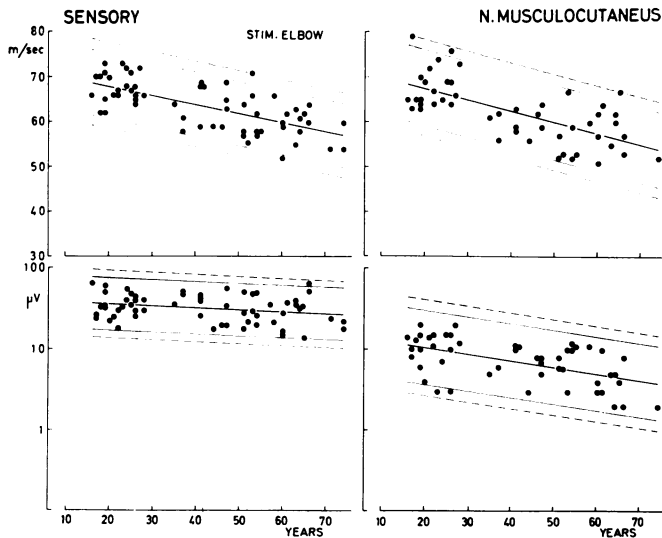 SENSORY
N. MUSCULOCUTANEUS
STIM. ELBOW
m/sec
80
70
60
50
40
30
100
µV
10
1
10 20 30 40 50 60 70
YEARS
10 20 30 40 50 60 70
YEARS